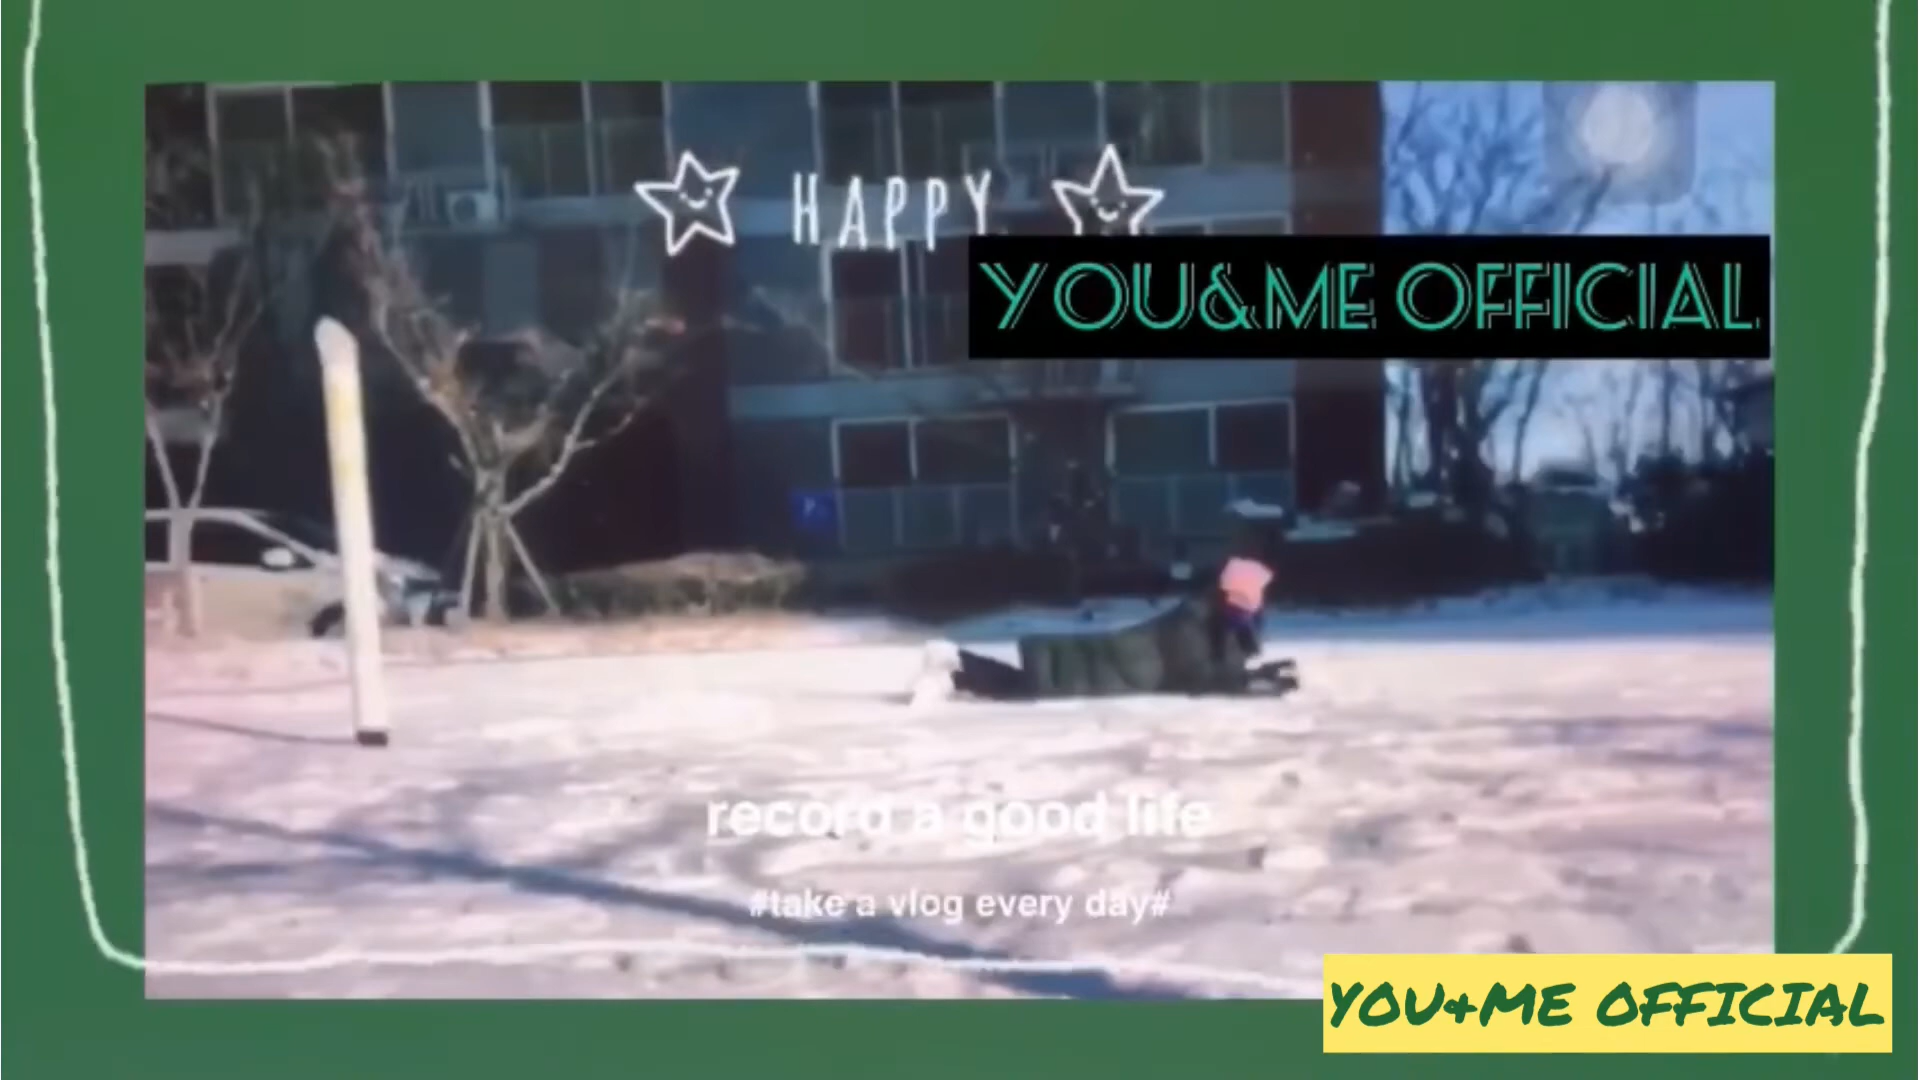 HAPPY
YOU&ME OFFICIAL
P
record a good life
#take a vlog every day#
YOU&ME OFFICIAL